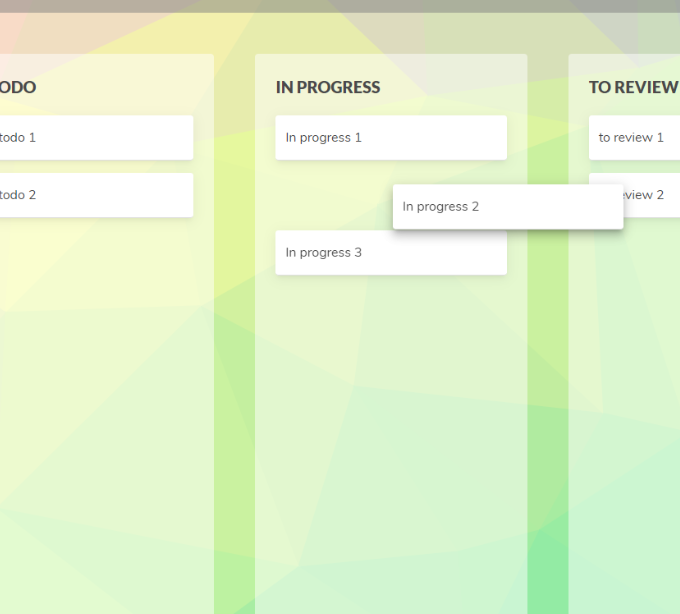 ODO
todo 1
todo 2
IN PROGRESS
In progress 1
In progress 2
In progress 3
TO REVIEW
to review 1
eview 2